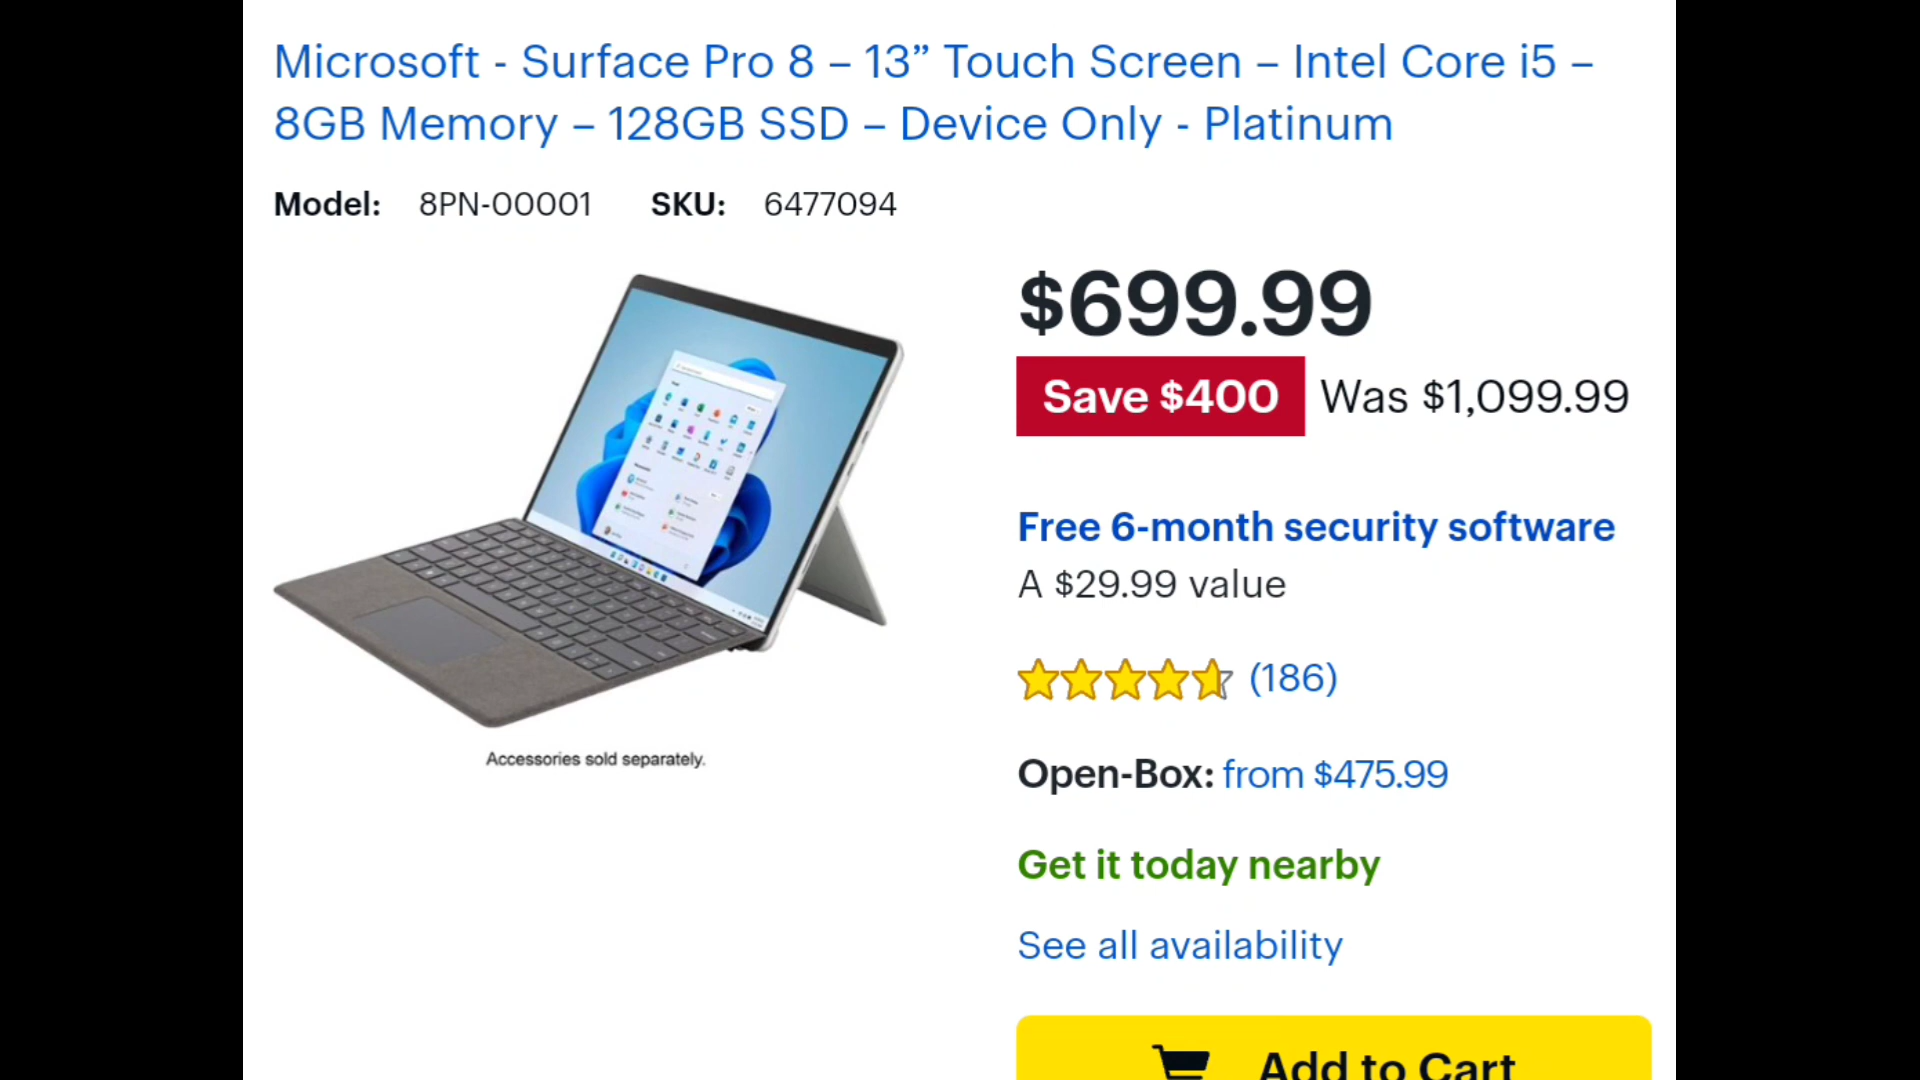 Microsoft - Surface Pro 8 – 13” Touch Screen – Intel Core i5 –
8GB Memory – 128GB SSD – Device Only - Platinum
Model: 8PN-00001 SKU: 6477094
$699.99
Save $400 Was $1,099.99
Free 6-month security software
A $29.99 value
(186)
Accessories sold separately.
Open-Box: from $475.99
Get it today nearby
See all availability
Add to Cart